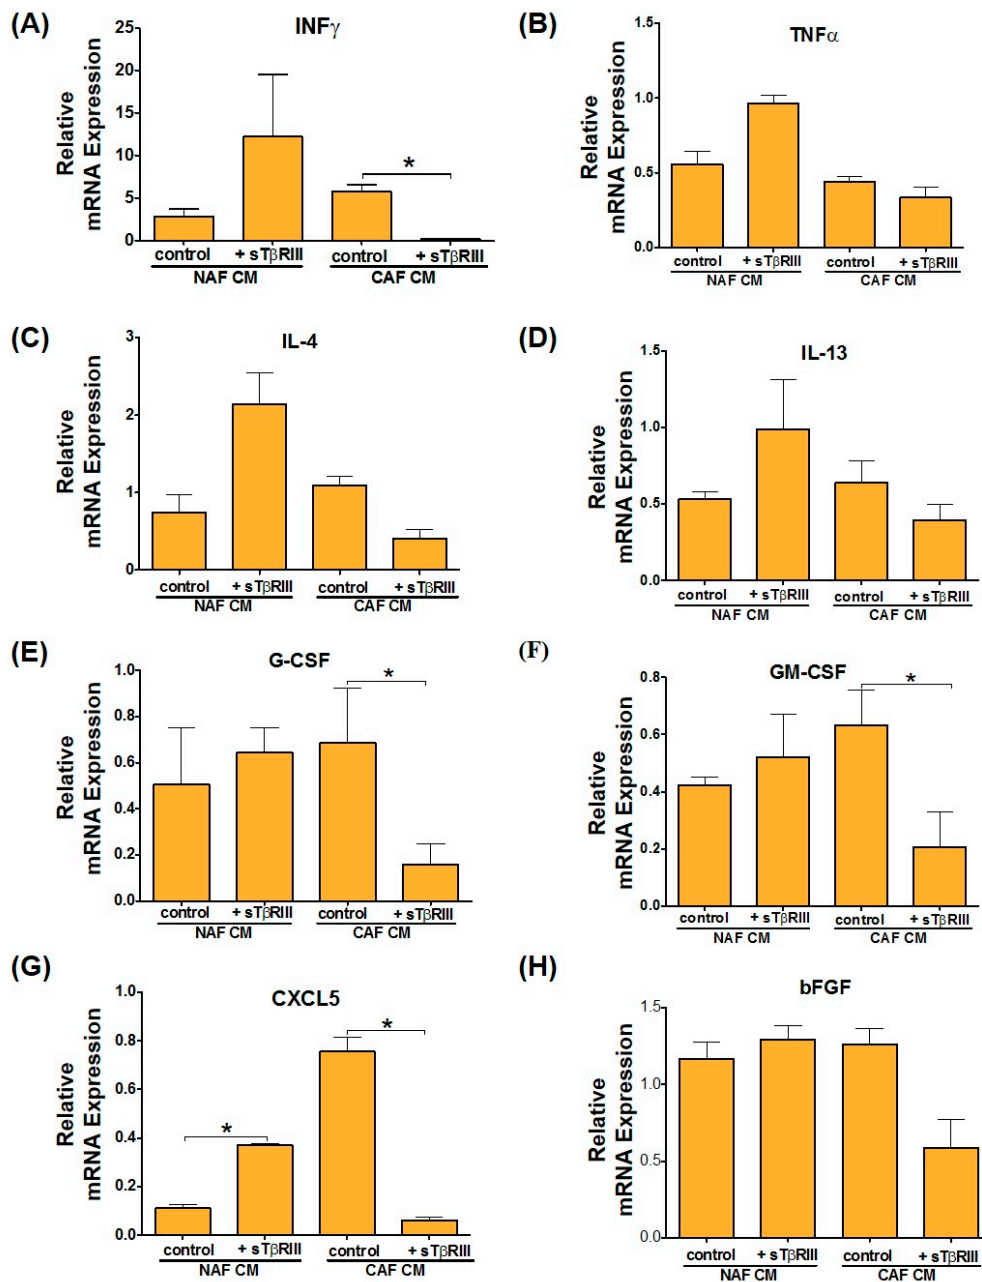 (A)
INFγ
Relative
mRNA Expression
25
20
15
10
5
0
*
control
+ sTβRIII
control
+ sTβRIII
NAF CM
CAF CM
(B)
TNFα
Relative
mRNA Expression
1.5
1.0
0.5
0.0
control
+ sTβRIII
control
+ sTβRIII
NAF CM
CAF CM
(C)
IL-4
Relative
mRNA Expression
3
2
1
0
control
+ sTβRIII
control
+ sTβRIII
NAF CM
CAF CM
(D)
IL-13
Relative
mRNA Expression
1.5
1.0
0.5
0.0
control
+ sTβRIII
control
+ sTβRIII
NAF CM
CAF CM
(E)
G-CSF
Relative
mRNA Expression
1.0
0.8
0.6
0.4
0.2
0.0
*
control
+ sTβRIII
control
+ sTβRIII
NAF CM
CAF CM
(F)
GM-CSF
Relative
mRNA Expression
0.8
0.6
0.4
0.2
0.0
*
control
+ sTβRIII
control
+ sTβRIII
NAF CM
CAF CM
(G)
CXCL5
Relative
mRNA Expression
1.0
0.8
0.6
0.4
0.2
0.0
*
*
control
+ sTβRIII
control
+ sTβRIII
NAF CM
CAF CM
(H)
bFGF
Relative
mRNA Expression
1.5
1.0
0.5
0.0
control
+ sTβRIII
control
+ sTβRIII
NAF CM
CAF CM